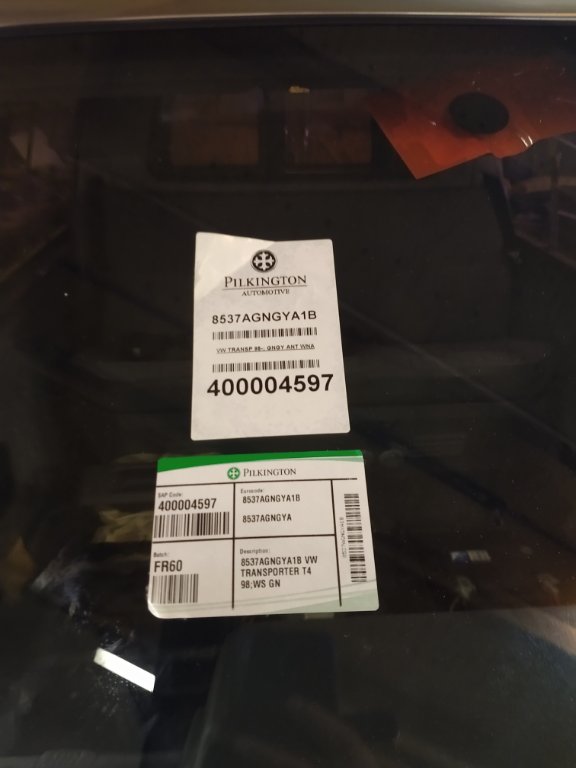 PILKINGTON
AUTOMOTIVE
8537AGNGYA1B
VW TRANSP 98-. GNGY ANT WNA
400004597
PILKINGTON
SAP Code:
400004597
Eurocode:
8537AGNGYA1B
8537AGNGYA
Batch:
FR60
Description:
8537AGNGYA1B VW
TRANSPORTER T4
98;WS GN